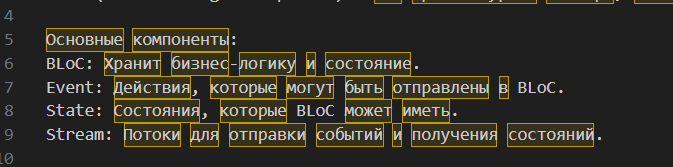 4
5
Основные компоненты:
6
BLoC: Хранит бизнес-логику и состояние.
7
Event: Действия, которые могут быть отправлены в BLoC.
8
State: Состояния, которые BLoC может иметь.
9
Stream: Потоки для отправки событий и получения состояний.
10